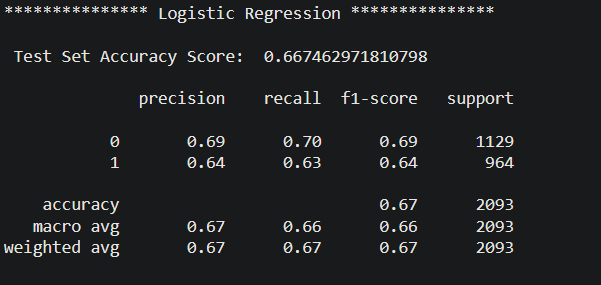 *************** Logistic Regression ***************
Test Set Accuracy Score:  0.667462971810798
precision    recall  f1-score   support
0       0.69      0.70      0.69      1129
1       0.64      0.63      0.64       964
accuracy                           0.67      2093
macro avg       0.67      0.66      0.66      2093
weighted avg       0.67      0.67      0.67      2093